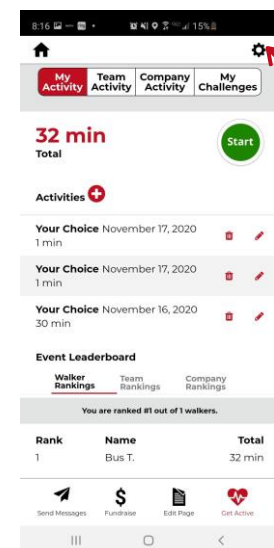 8:16 15%
My Activity Team Activity Company Activity My Challenges
32 min
Total
Start
Activities
Your Choice November 17, 2020
1 min
Your Choice November 17, 2020
1 min
Your Choice November 16, 2020
30 min
Event Leaderboard
Walker Rankings Team Rankings Company Rankings
You are ranked #1 out of 1 walkers.
Rank Name Total
1 Bus T. 32 min
Send Messages Fundraise Edit Page Get Active